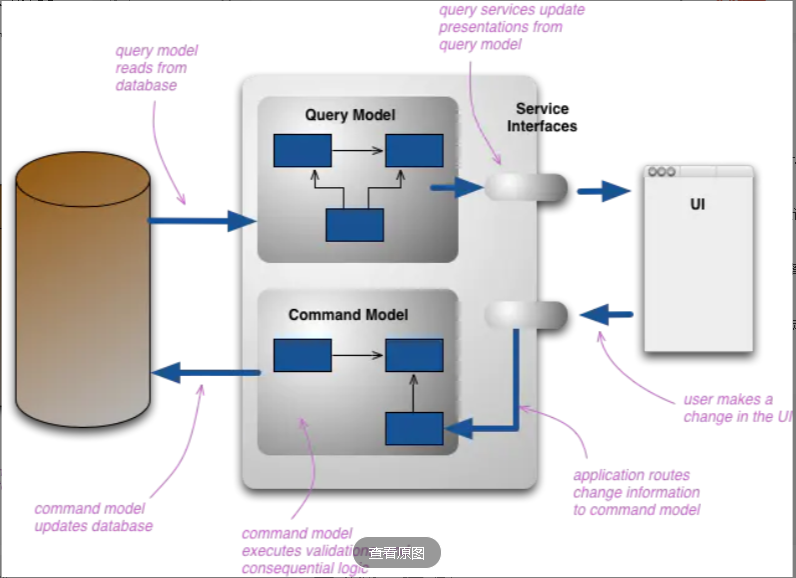 query model
reads from
database
query services update
presentations from
query model
Query Model
Service
Interfaces
UI
Command Model
user makes a
change in the UI
application routes
change information
to command model
command model
updates database
command model
executes validation
consequential logic
查看原图